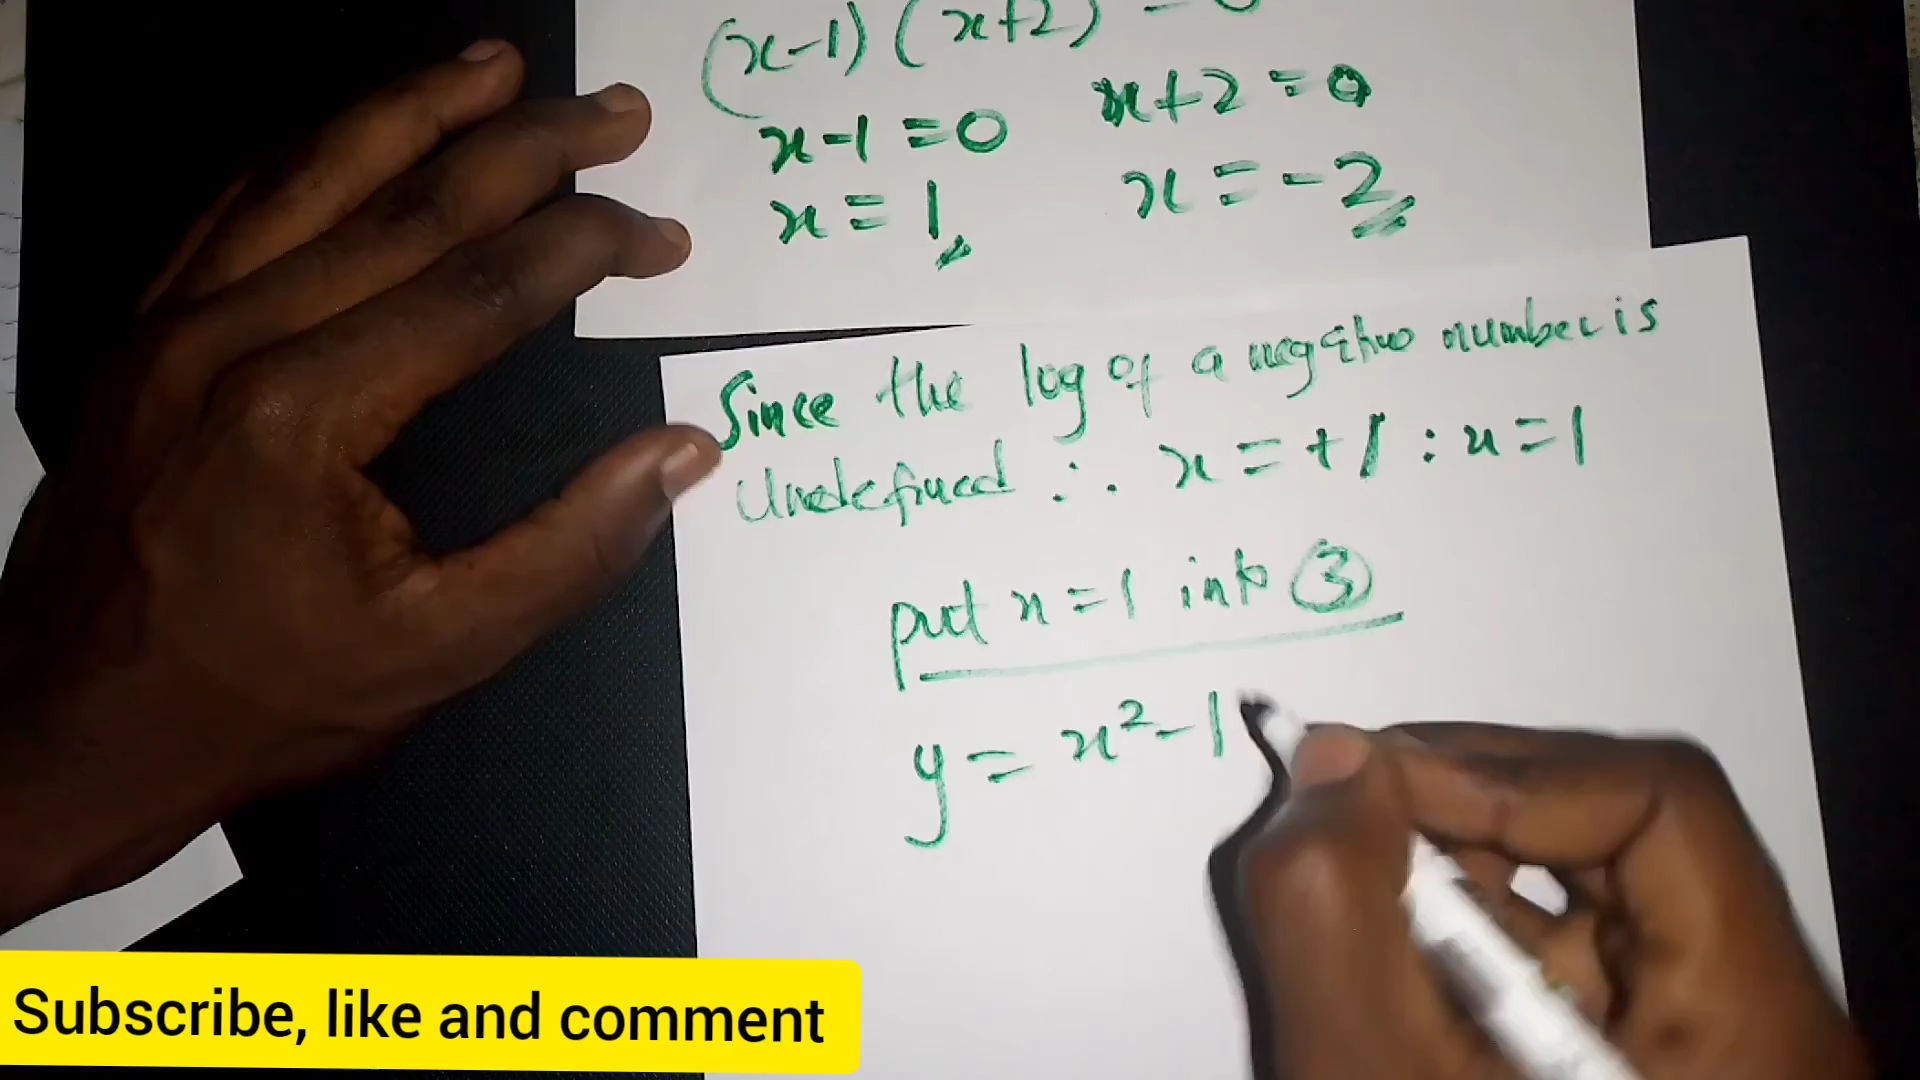 (x-1)(x+2) = 0
x-1=0 x+2=0
x=1 x=-2
Since the log of a negative number is
Undefined ∴ x=+1 : x=1
put x=1 into ③
y = x²-1
Subscribe, like and comment